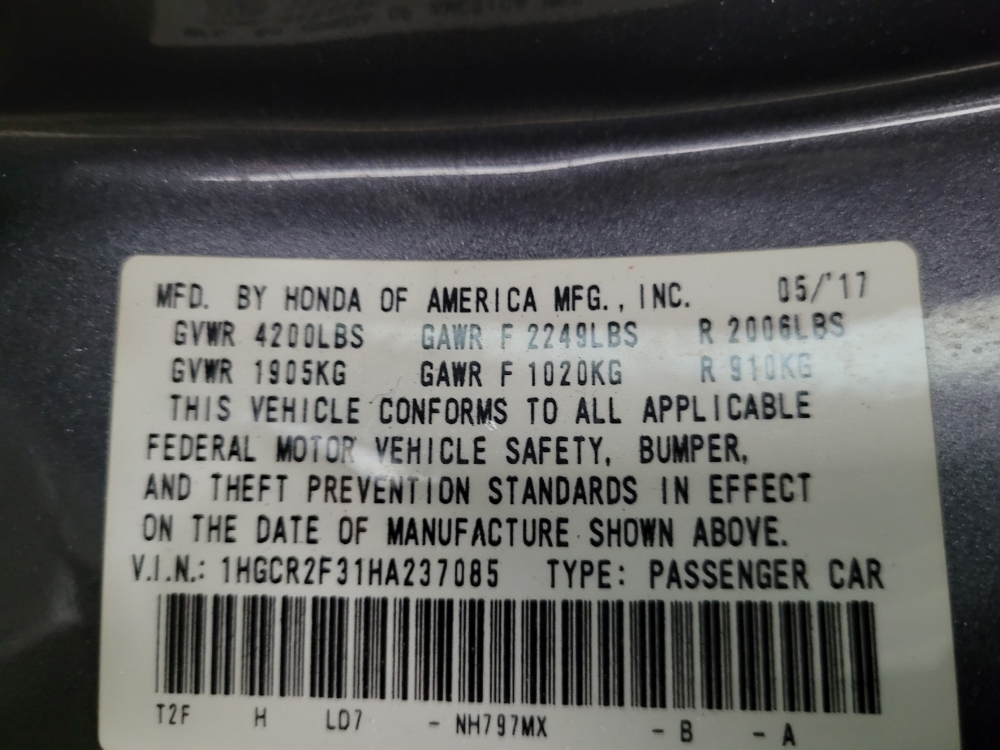 MFD. BY HONDA OF AMERICA MFG., INC. 05/'17
GVWR 4200LBS GAWR F 2249LBS R 2006LBS
GVWR 1905KG GAWR F 1020KG R 910KG
THIS VEHICLE CONFORMS TO ALL APPLICABLE
FEDERAL MOTOR VEHICLE SAFETY, BUMPER,
AND THEFT PREVENTION STANDARDS IN EFFECT
ON THE DATE OF MANUFACTURE SHOWN ABOVE.
V.I.N.: 1HGCR2F31HA237085 TYPE: PASSENGER CAR
T2F H LD7 - NH797MX - B - A